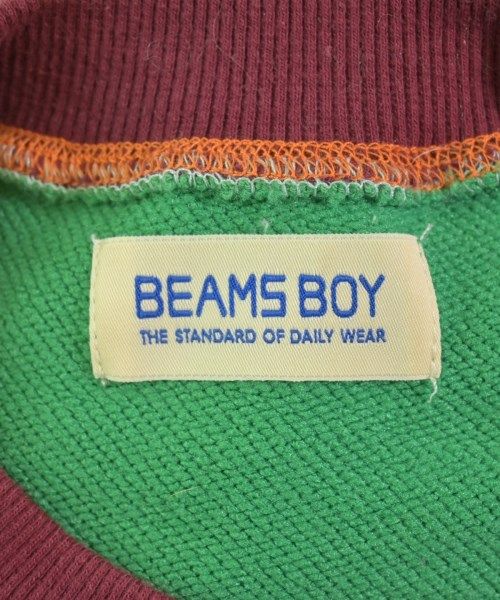 BEAMS BOY
THE STANDARD OF DAILY WEAR